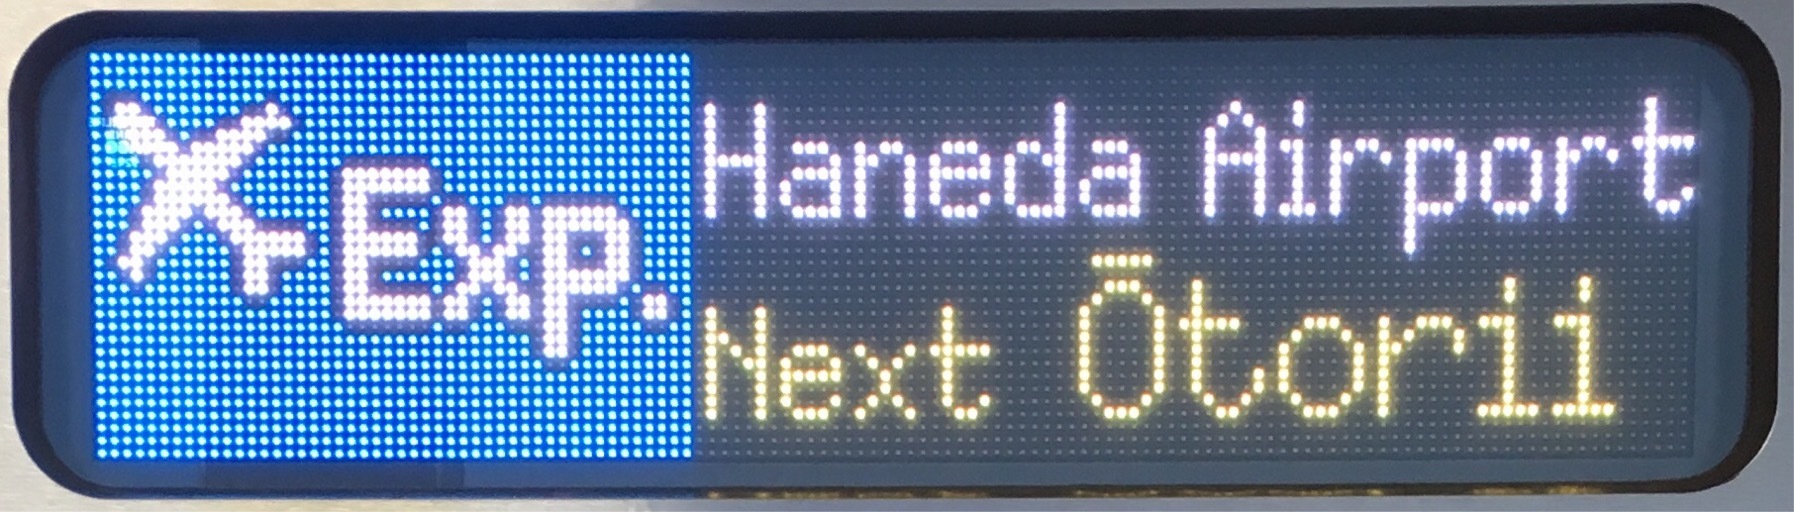 Exp.
Haneda Airport
Next Ōtorii